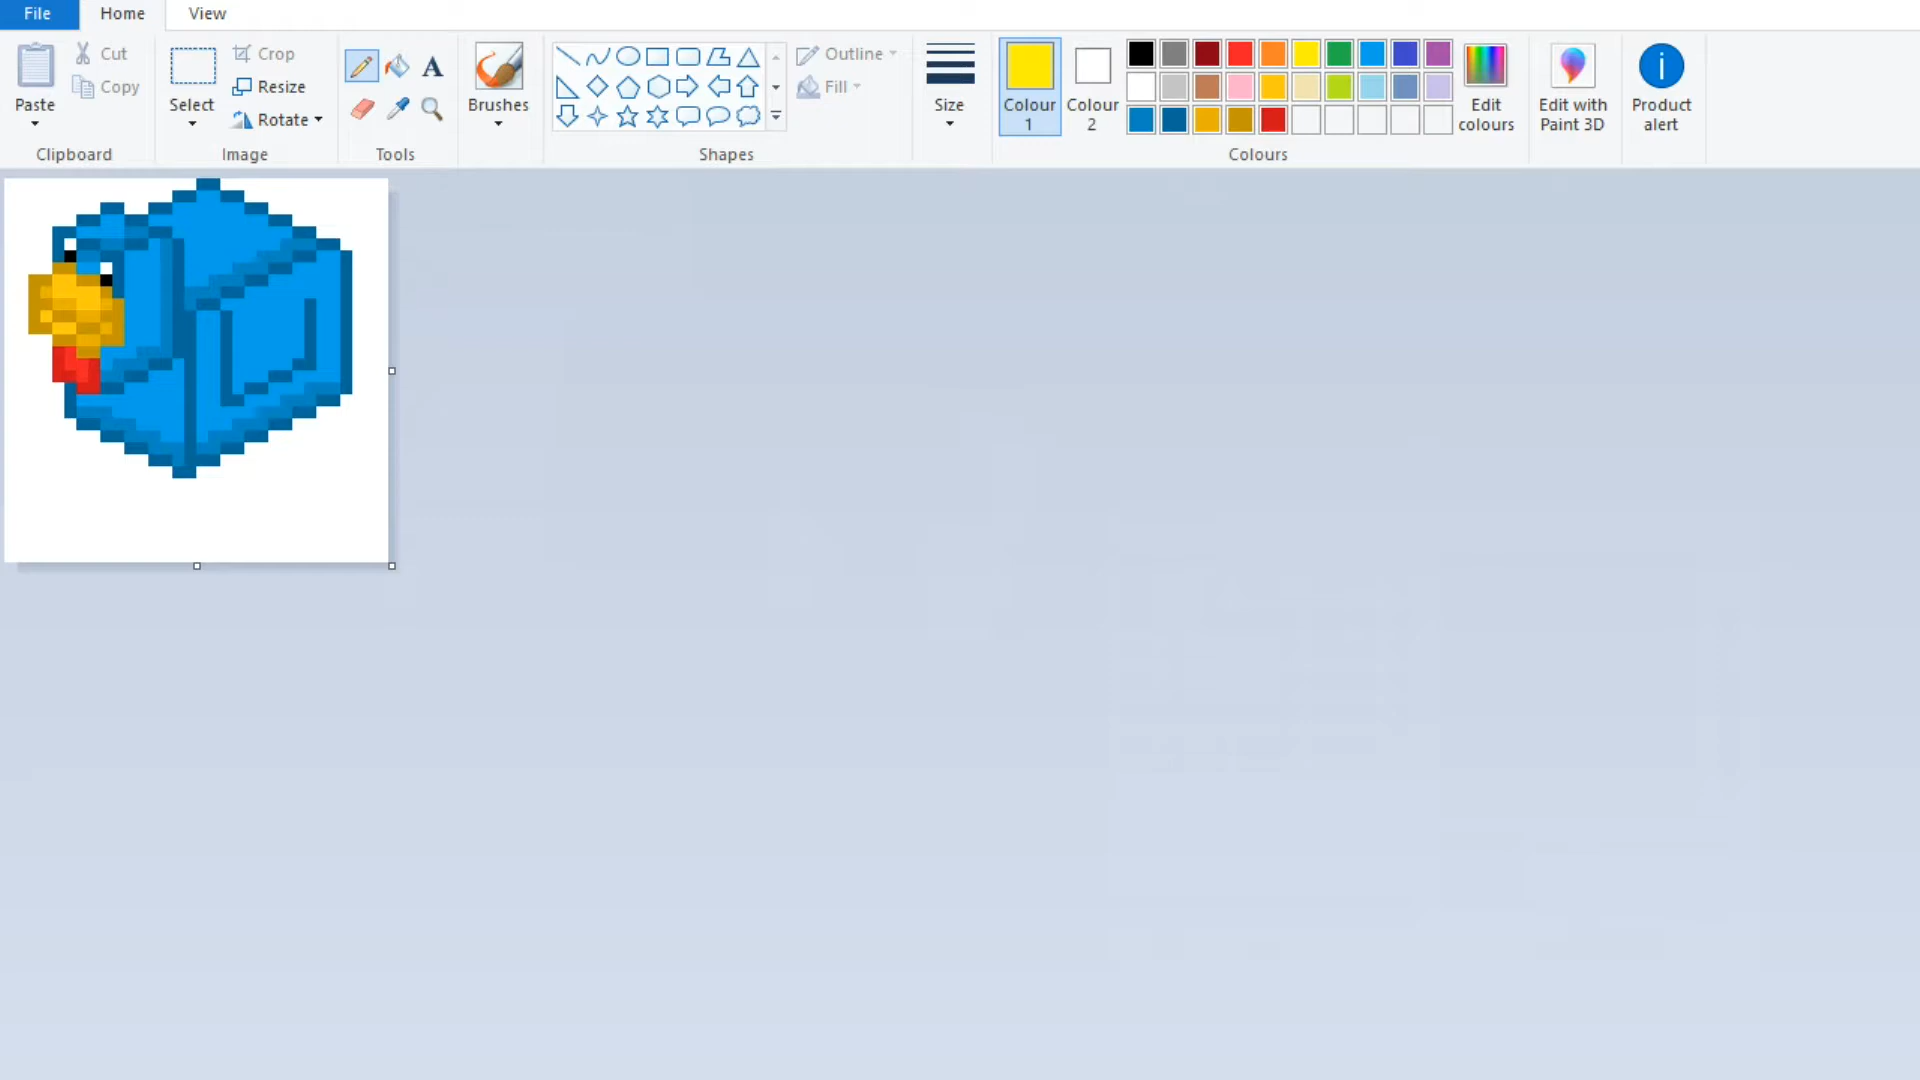 File Home View
Paste Cut Copy
Clipboard
Select Crop Resize Rotate
Image
A
Tools
Brushes
Outline Fill
Shapes
Size
Colour 1
Colour 2
Edit colours
Colours
Edit with Paint 3D
Product alert